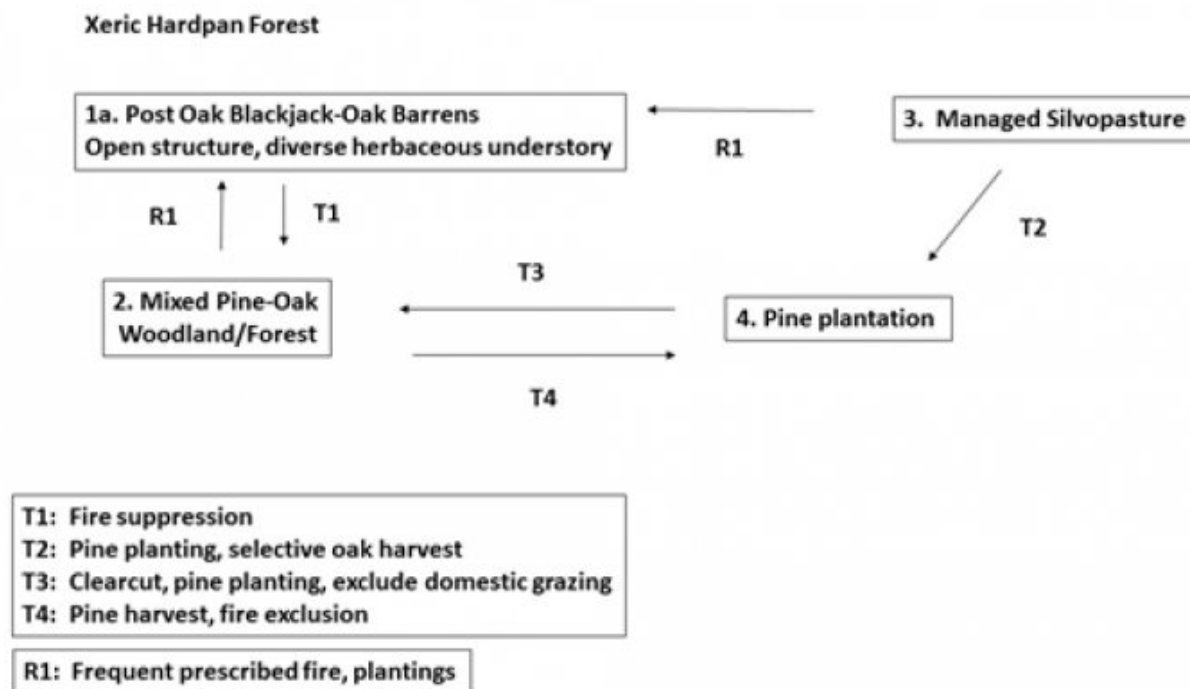 Xeric Hardpan Forest
1a. Post Oak Blackjack-Oak Barrens
Open structure, diverse herbaceous understory
3. Managed Silvopasture
R1
R1
T1
T2
2. Mixed Pine-Oak
Woodland/Forest
T3
4. Pine plantation
T4
T1: Fire suppression
T2: Pine planting, selective oak harvest
T3: Clearcut, pine planting, exclude domestic grazing
T4: Pine harvest, fire exclusion
R1: Frequent prescribed fire, plantings